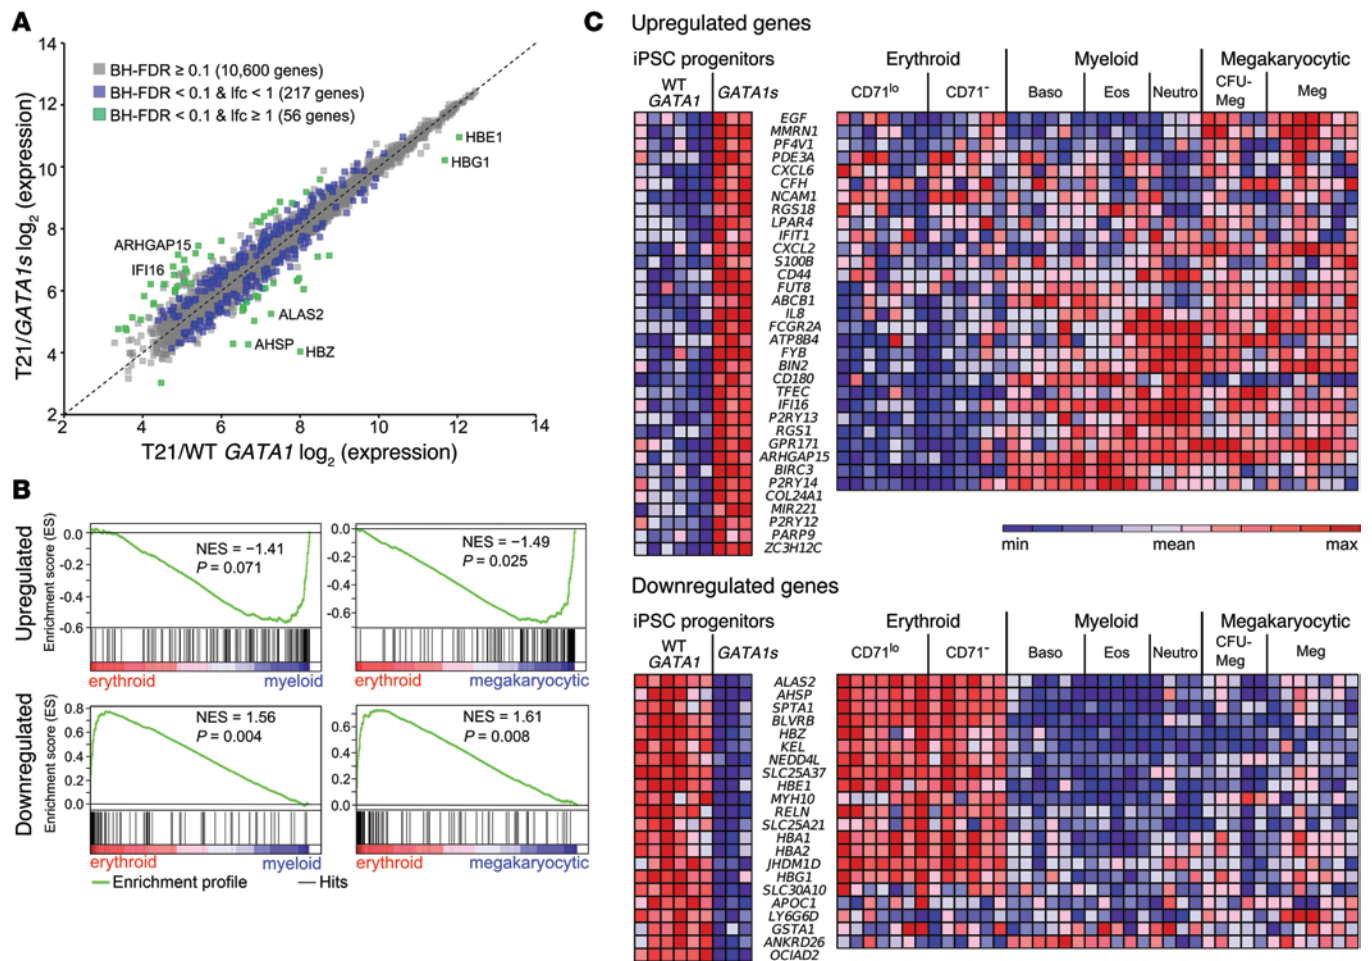 A
14
12
10
8
6
4
2
2
4
6
8
10
12
14
BH-FDR ≥ 0.1 (10,600 genes)
BH-FDR < 0.1 & lfc < 1 (217 genes)
BH-FDR < 0.1 & lfc ≥ 1 (56 genes)
HBE1
HBG1
ARHGAP15
IFI16
ALAS2
AHSP
HBZ
T21/GATA1s log2 (expression)
T21/WT GATA1 log2 (expression)
B
Upregulated
Enrichment score (ES)
0.00
-0.2
-0.4
-0.6
NES = −1.41
P = 0.071
erythroid
myeloid
0.0
-0.2
-0.4
-0.6
NES = −1.49
P = 0.025
erythroid
megakaryocytic
Downregulated
Enrichment score (ES)
0.8
0.6
0.4
0.2
0.0
NES = 1.56
P = 0.004
erythroid
myeloid
0.6
0.4
0.2
0.0
NES = 1.61
P = 0.008
erythroid
megakaryocytic
Enrichment profile
Hits
C
Upregulated genes
iPSC progenitors
Erythroid
Myeloid
Megakaryocytic
WT GATA1
GATA1s
CD71lo
CD71-
Baso
Eos
Neutro
CFU-Meg
Meg
EGF
MMRN1
PF4V1
PDE3A
CXCL6
CFH
NCAM1
RGS18
LPAR4
IFIT1
CXCL2
S100B
CD44
FUT8
ABCB1
IL8
FCGR2A
ATP8B4
FYB
BIN2
CD180
TFEC
IFI16
P2RY13
RGS1
GPR171
ARHGAP15
BIRC3
P2RY14
COL24A1
MIR221
P2RY12
PARP9
ZC3H12C
min
mean
max
Downregulated genes
iPSC progenitors
Erythroid
Myeloid
Megakaryocytic
WT GATA1
GATA1s
CD71lo
CD71-
Baso
Eos
Neutro
CFU-Meg
Meg
ALAS2
AHSP
SPTA1
BLVRB
HBZ
KEL
NEDD4L
SLC25A37
HBE1
MYH10
RELN
SLC25A21
HBA1
HBA2
JHDM1D
HBG1
SLC30A10
APOC1
LY6G6D
GSTA1
ANKRD26
OCIAD2